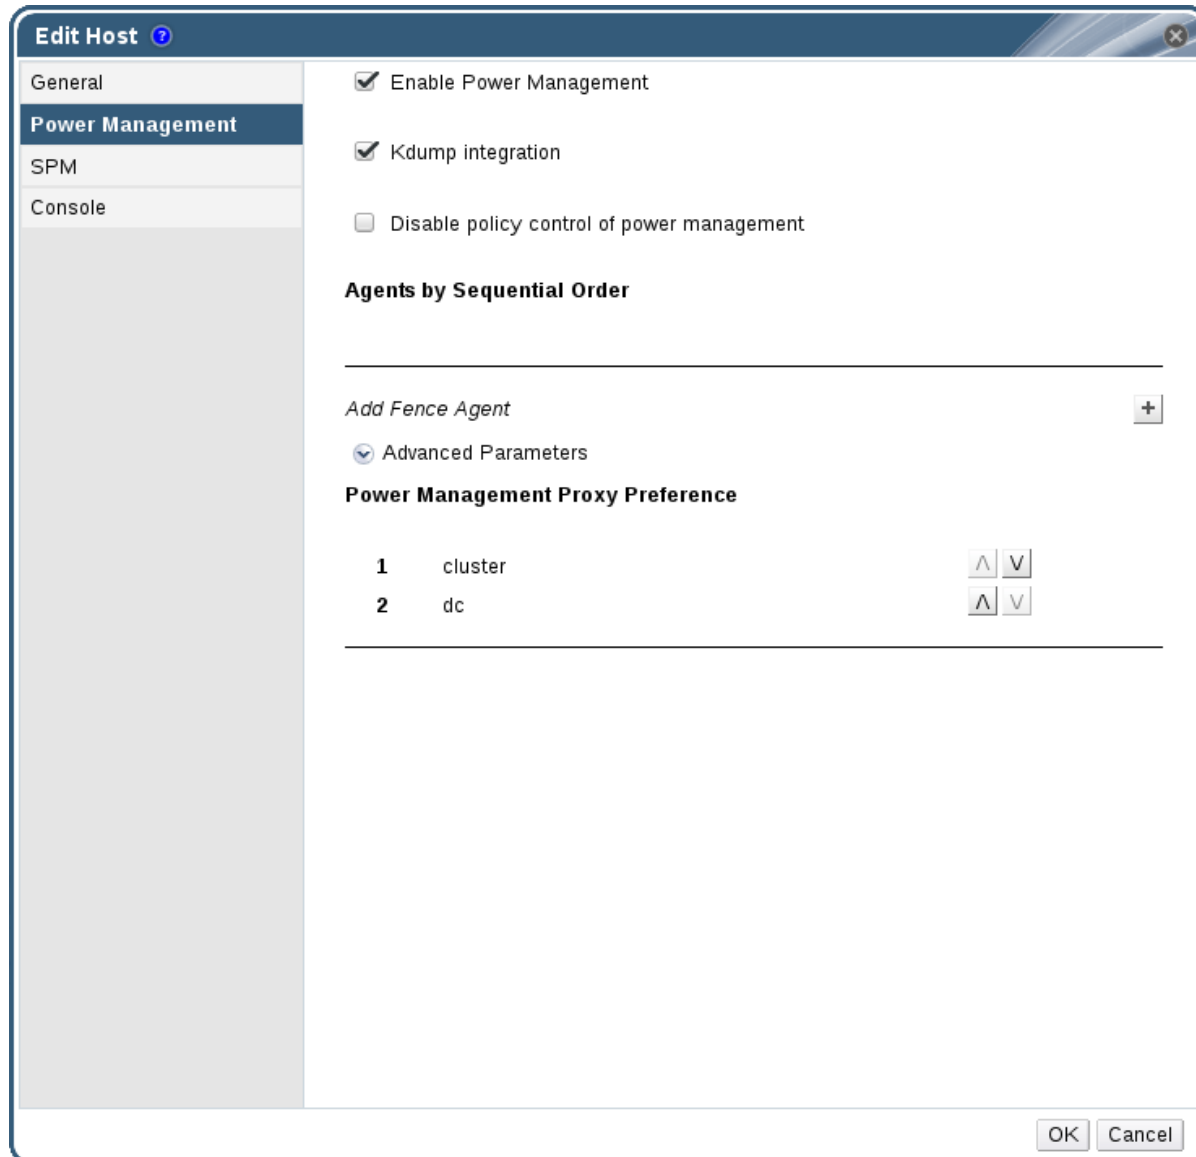 Edit Host ?
General
Power Management
SPM
Console
Enable Power Management
Kdump integration
Disable policy control of power management
Agents by Sequential Order
Add Fence Agent +
Advanced Parameters
Power Management Proxy Preference
1 cluster
2 dc
OK Cancel